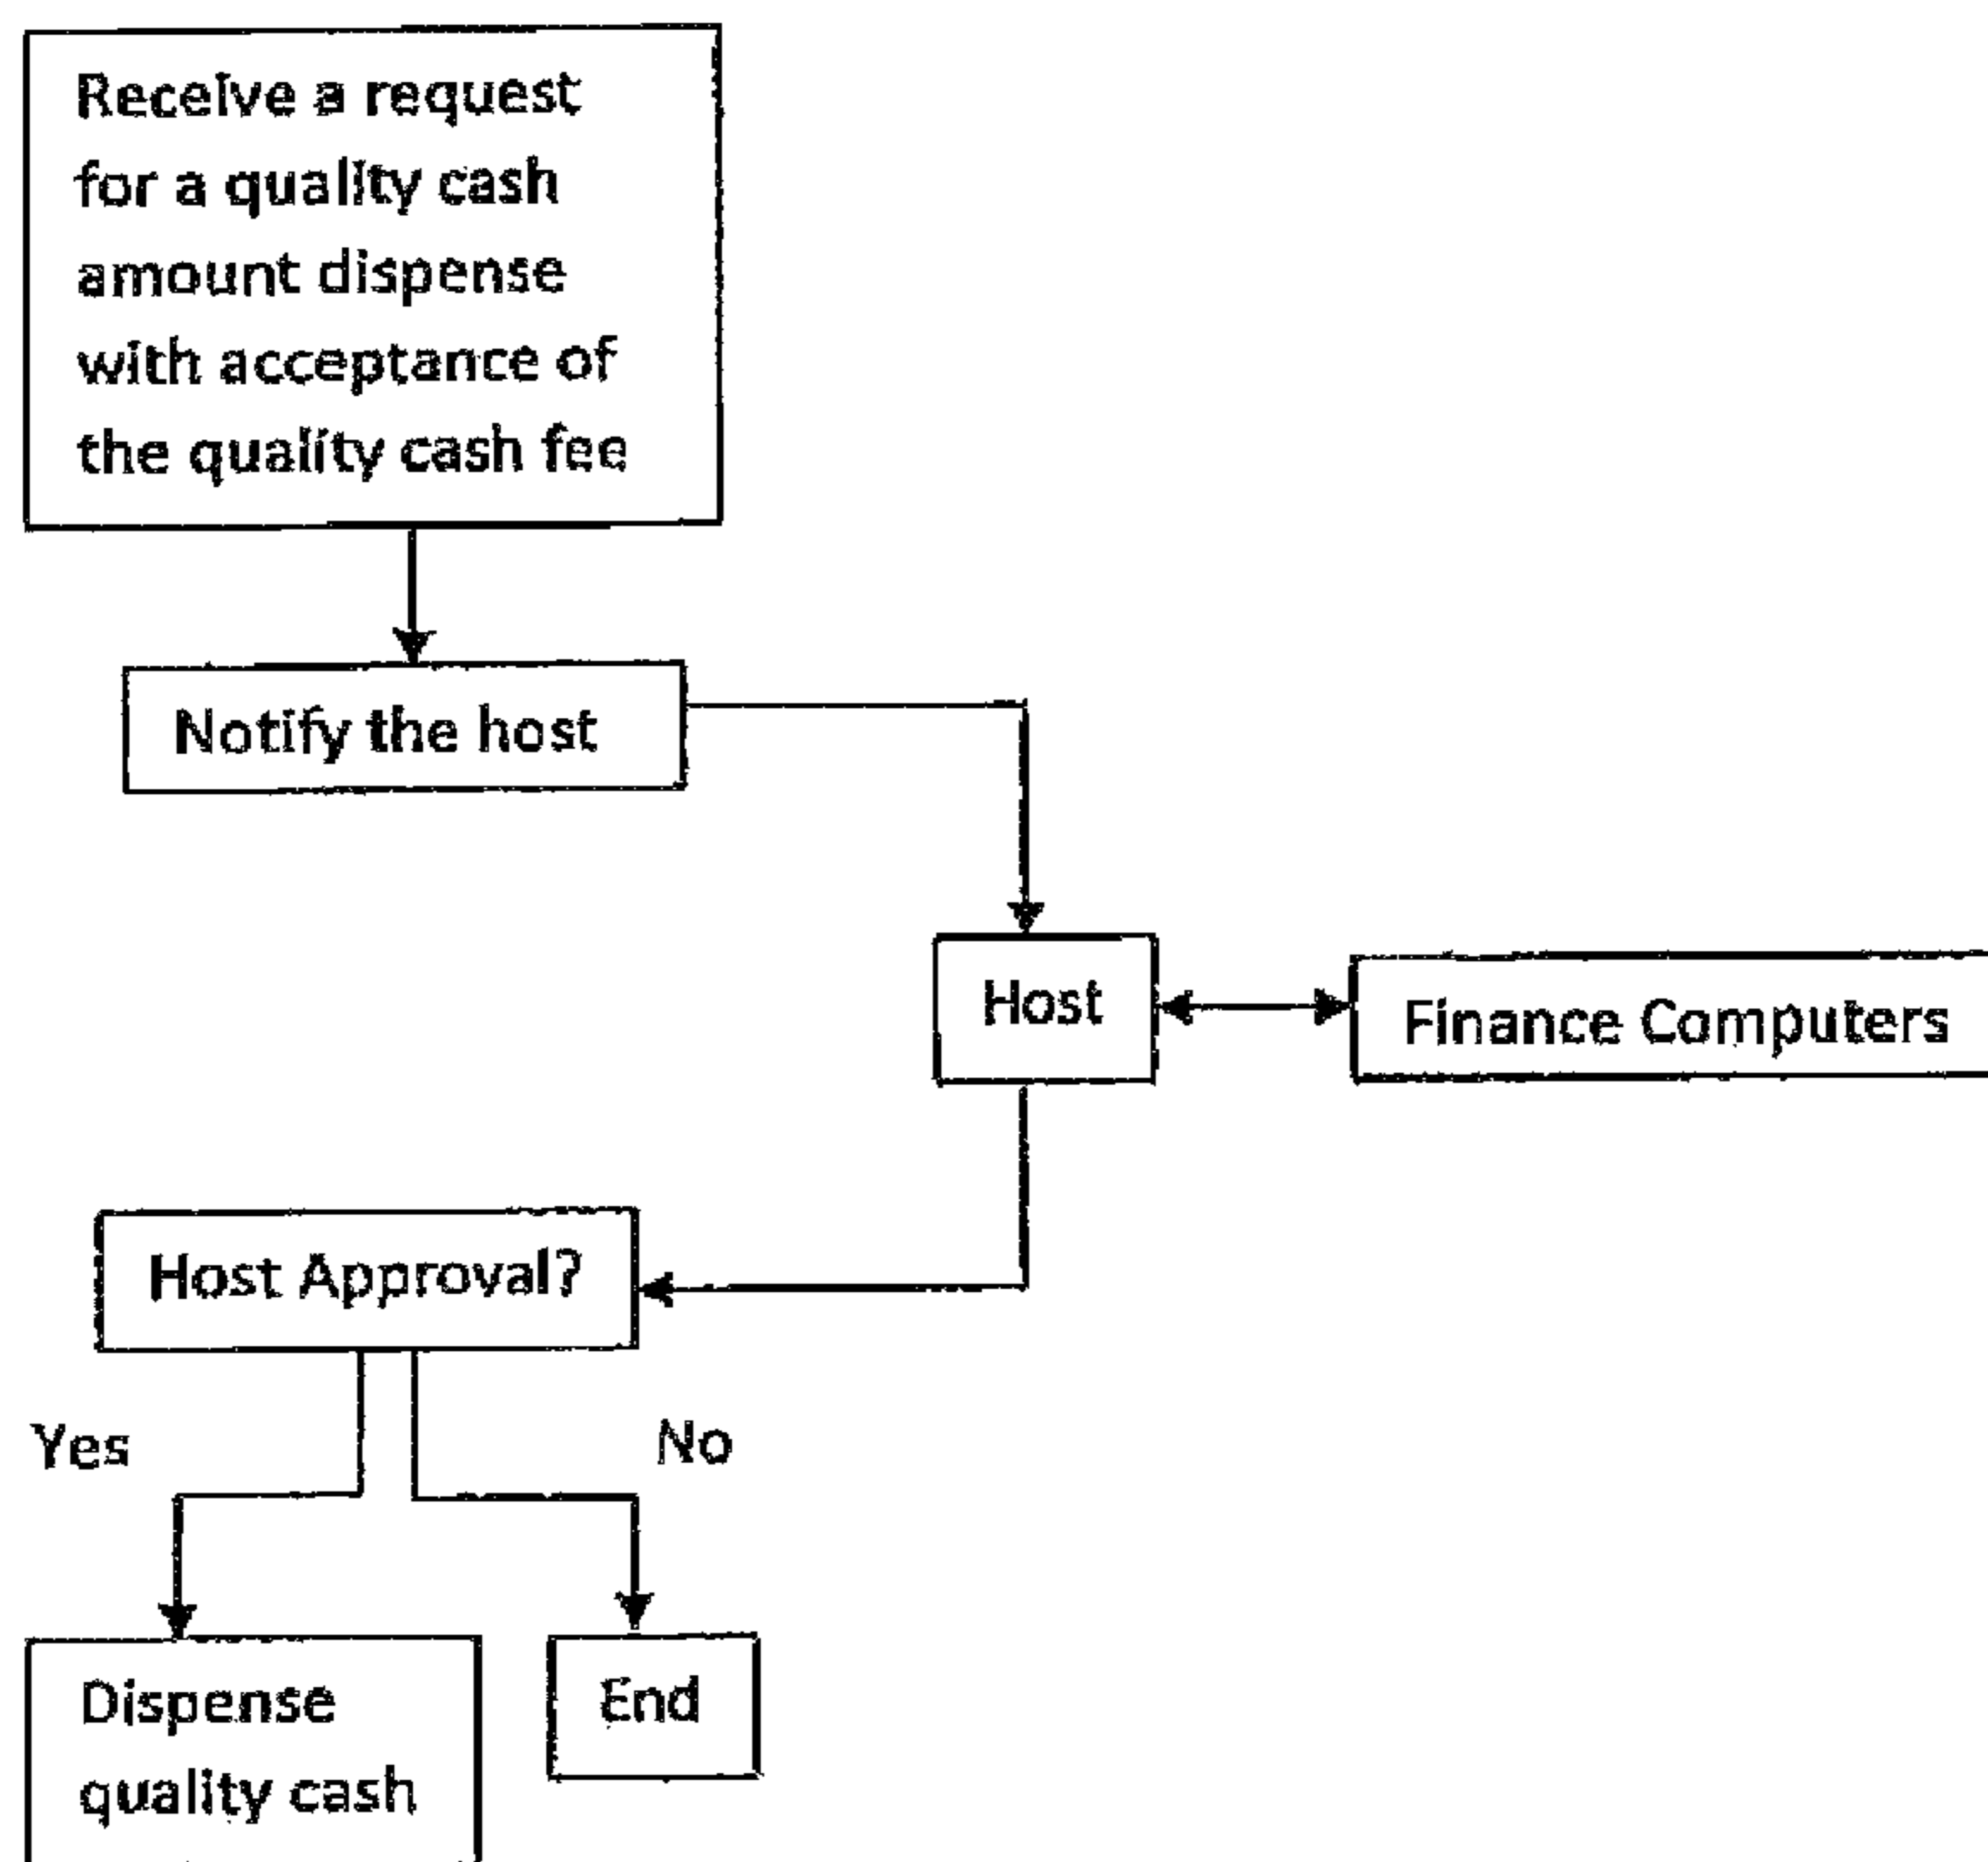 Receive a request
for a quality cash
amount dispense
with acceptance of
the quality cash fee
Notify the host
Host
Finance Computers
Host Approval?
Yes
No
Dispense
quality cash
End